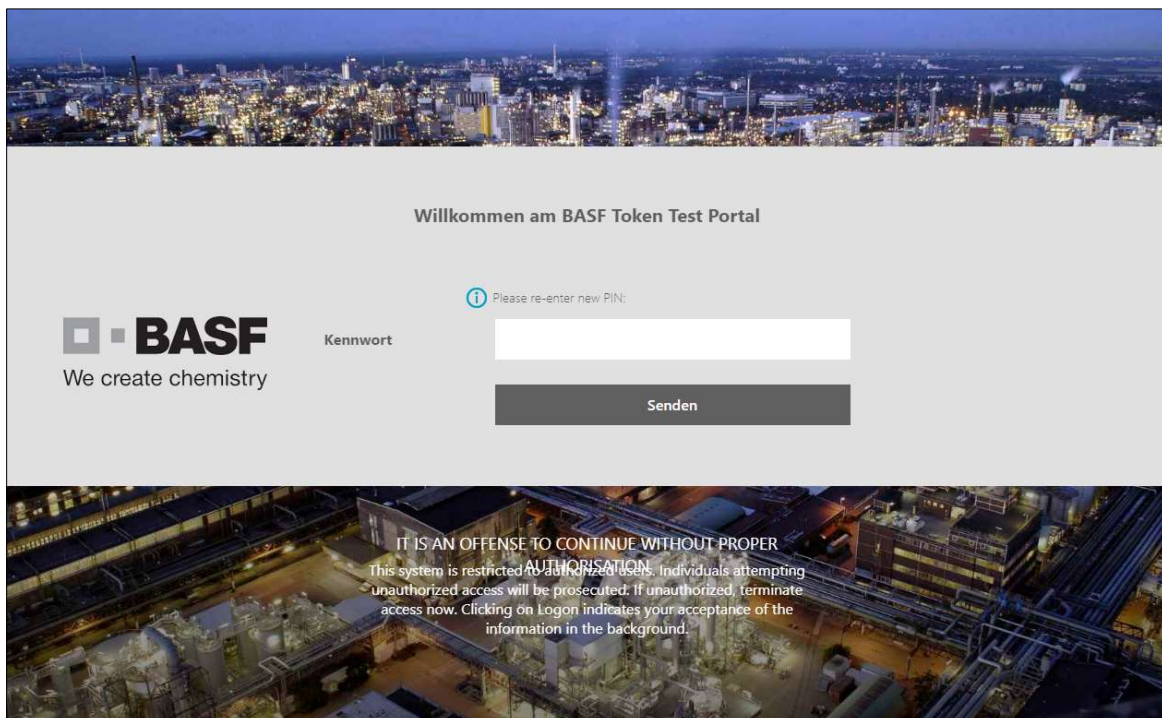 Willkommen am BASF Token Test Portal
Please re-enter new PIN:
BASF
We create chemistry
Kennwort
Senden
IT IS AN OFFENSE TO CONTINUE WITHOUT PROPER
AUTHORISATION
This system is restricted to authorized users. Individuals attempting
unauthorized access will be prosecuted. If unauthorized, terminate
access now. Clicking on Logon indicates your acceptance of the
information in the background.